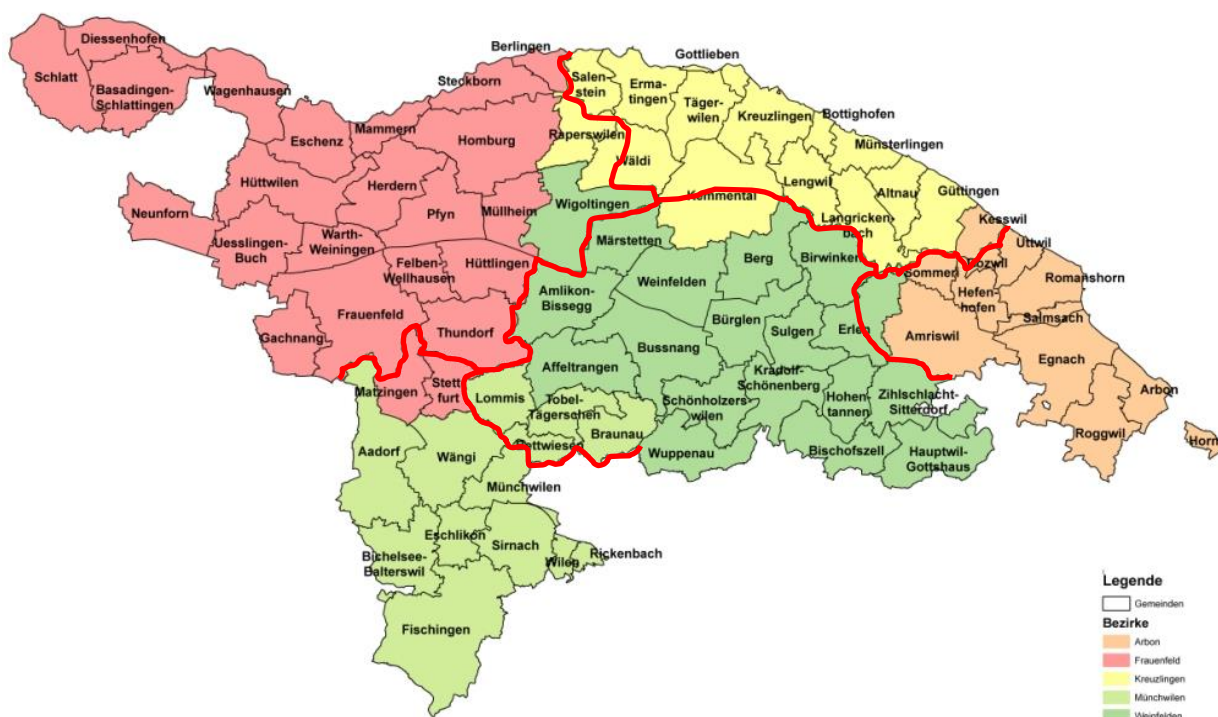 Diessenhofen
Schlatt
Basadingen-
Schlattingen
Wagenhausen
Berlingen
Steckborn
Mammern
Eschenz
Homburg
Hüttwilen
Herdern
Neunforn
Uesslingen-
Buch
Warth-
Weiningen
Pfyn
Müllheim
Felben-
Wellhausen
Hüttlingen
Frauenfeld
Gachnang
Thundorf
Matzingen
Stett
furt
Gottlieben
Salen-
stein
Erma-
tingen
Täger-
wilen
Kreuzlingen
Bottighofen
Münsterlingen
Raperswilen
Wäldi
Kemmental
Lengwil
Altnau
Güttingen
Langricken-
bach
Kesswil
Uttwil
Dozwil
Sommeri
Romanshorn
Hefen-
hofen
Salmsach
Amriswil
Egnach
Arbon
Roggwil
Horn
Wigoltingen
Märstetten
Berg
Birwinken
Weinfelden
Amlikon-
Bissegg
Bürglen
Sulgen
Erlen
Bussnang
Affeltrangen
Kradolf-
Schönenberg
Schönholzers
wilen
Hohen-
tannen
Zihlschlacht-
Sitterdorf
Wuppenau
Bischofszell
Hauptwil-
Gottshaus
Lommis
Tobel-
Tägerschen
Braunau
Bettwiesen
Aadorf
Wängi
Münchwilen
Eschlikon
Sirnach
Bichelsee-
Balterswil
Wilen
Rickenbach
Fischingen
Legende
Gemeinden
Bezirke
Arbon
Frauenfeld
Kreuzlingen
Münchwilen
Weinfelden